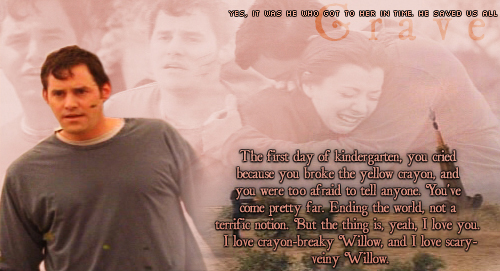 YES, IT WAS HE WHO GOT TO HER IN TIME. HE SAVED US ALL
Grave
The first day of kindergarten, you cried
because you broke the yellow crayon, and
you were too afraid to tell anyone. You've
come pretty far. Ending the world, not a
terrific notion. But the thing is, yeah, I love you.
I love crayon-breaky Willow, and I love scary-
veiny Willow.